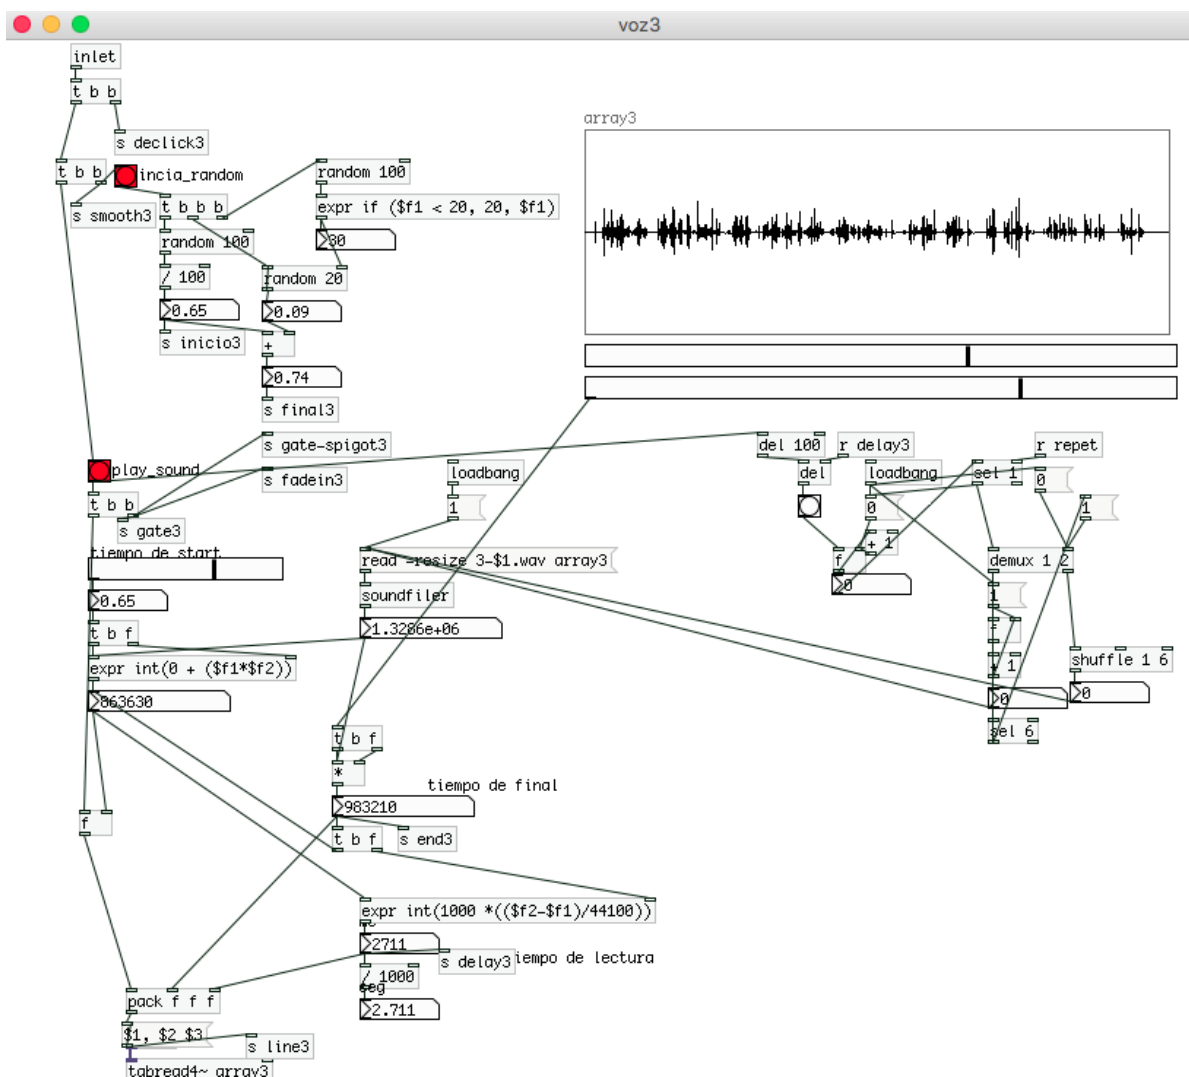 voz3
inlet
t b b
s declick3
array3
t b b
incia_random
random 100
s smooth3
t b b b
expr if ($f1 < 20, 20, $f1)
random 100
30
/ 100
random 20
0.65
0.09
s inicio3
+
0.74
s final3
s gate-spigot3
del 100
r delay3
r repet
play_sound
s fadein3
loadbang
del
loadbang
sel 1
0
t b b
1
0
1
s gate3
+ 1
tiempo de start
read -resize 3-$1.wav array3
f
demux 1 2
0
0.65
soundfiler
1
1.3286e+06
t b f
expr int(0 + ($f1*$f2))
+ 1
shuffle 1 6
863630
0
0
sel 6
t b f
*
tiempo de final
983210
f
t b f
s end3
expr int(1000 *(($f2-$f1)/44100))
2711
s delay3
iempo de lectura
/ 1000
seg
pack f f f
2.711
$1, $2 $3
s line3
tabread4~ array3